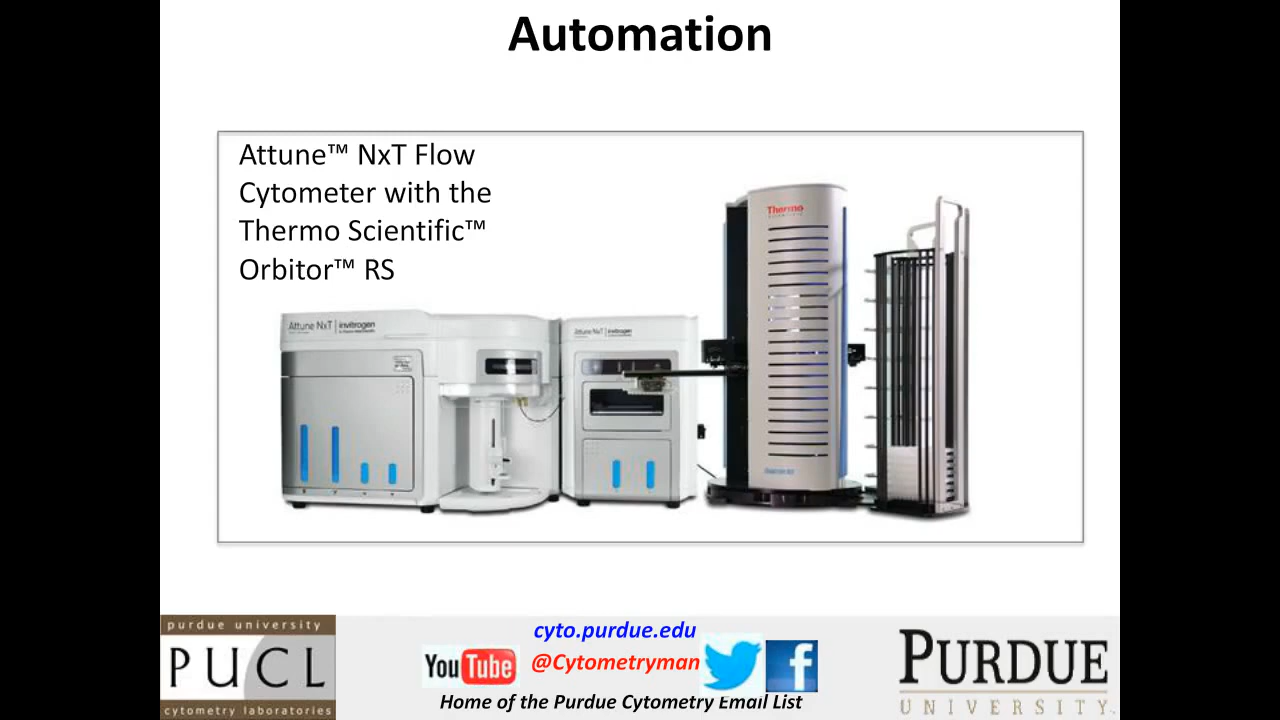 Automation
Attune™ NxT Flow
Cytometer with the
Thermo Scientific™
Orbitor™ RS
Thermo
SCIENTIFIC
Attune NxT | invitrogen
Attune NxT | invitrogen
purdue university
PUCL
cytometry laboratories
cyto.purdue.edu
YouTube
@Cytometryman
f
Home of the Purdue Cytometry Email List
PURDUE
UNIVERSITY